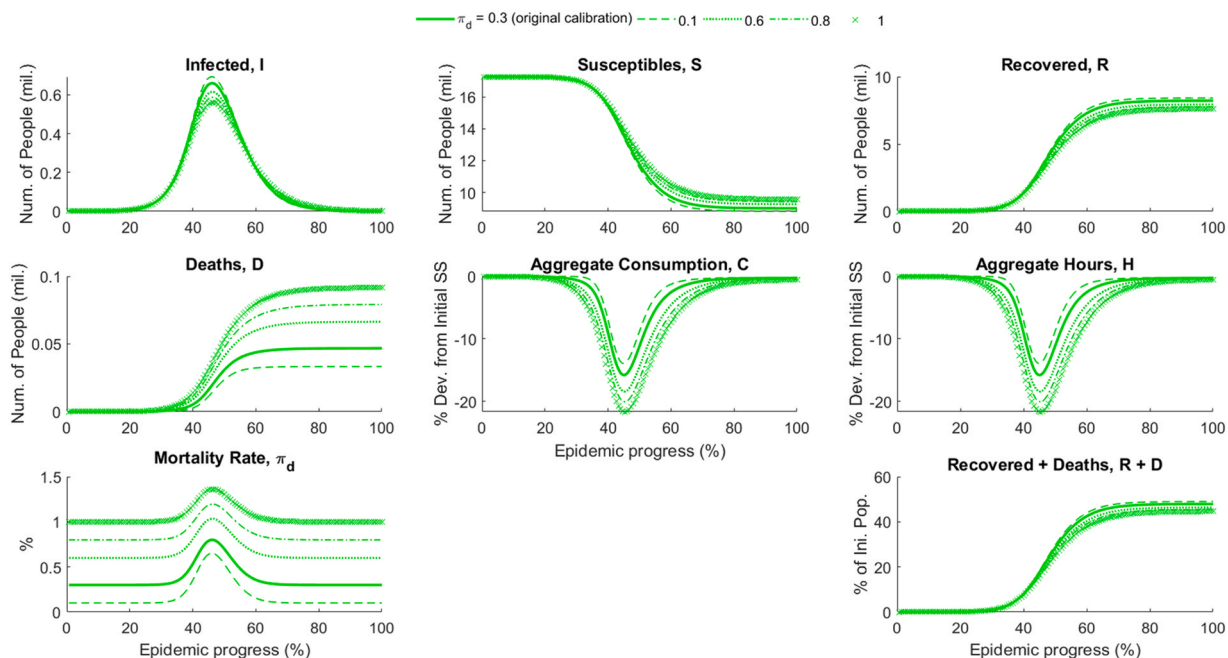 π_d = 0.3 (original calibration) 0.1 0.6 0.8 1
Infected, I
Num. of People (mil.)
0.6
0.4
0.2
0
0 20 40 60 80 100
Susceptibles, S
Num. of People (mil.)
16
14
12
10
0 20 40 60 80 100
Recovered, R
Num. of People (mil.)
10
5
0
0 20 40 60 80 100
Deaths, D
Num. of People (mil.)
0.1
0.05
0
0 20 40 60 80 100
Aggregate Consumption, C
% Dev. from Initial SS
0
-10
-20
0 20 40 60 80 100
Epidemic progress (%)
Aggregate Hours, H
% Dev. from Initial SS
0
-10
-20
0 20 40 60 80 100
Mortality Rate, π_d
%
1.5
1
0.5
0
0 20 40 60 80 100
Epidemic progress (%)
Recovered + Deaths, R + D
% of Ini. Pop.
60
40
20
0
0 20 40 60 80 100
Epidemic progress (%)